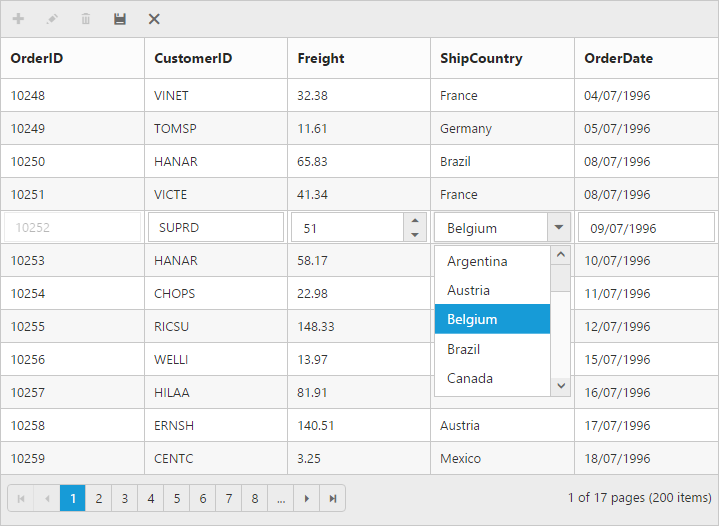 OrderID CustomerID Freight ShipCountry OrderDate
10248 VINET 32.38 France 04/07/1996
10249 TOMSP 11.61 Germany 05/07/1996
10250 HANAR 65.83 Brazil 08/07/1996
10251 VICTE 41.34 France 08/07/1996
10252 SUPRD 51 Belgium 09/07/1996
10253 HANAR 58.17 Argentina 10/07/1996
10254 CHOPS 22.98 Austria 11/07/1996
10255 RICSU 148.33 Belgium 12/07/1996
10256 WELLI 13.97 Brazil 15/07/1996
10257 HILAA 81.91 Canada 16/07/1996
10258 ERNSH 140.51 Austria 17/07/1996
10259 CENTC 3.25 Mexico 18/07/1996
1 2 3 4 5 6 7 8 ... 1 of 17 pages (200 items)